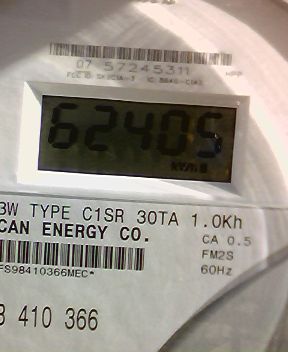 07 57245311
62405
3W TYPE C1SR 30TA 1.0Kh
CAN ENERGY CO.
CA 0.5
FM2S
60Hz
FS98410366MEC*
8 410 366